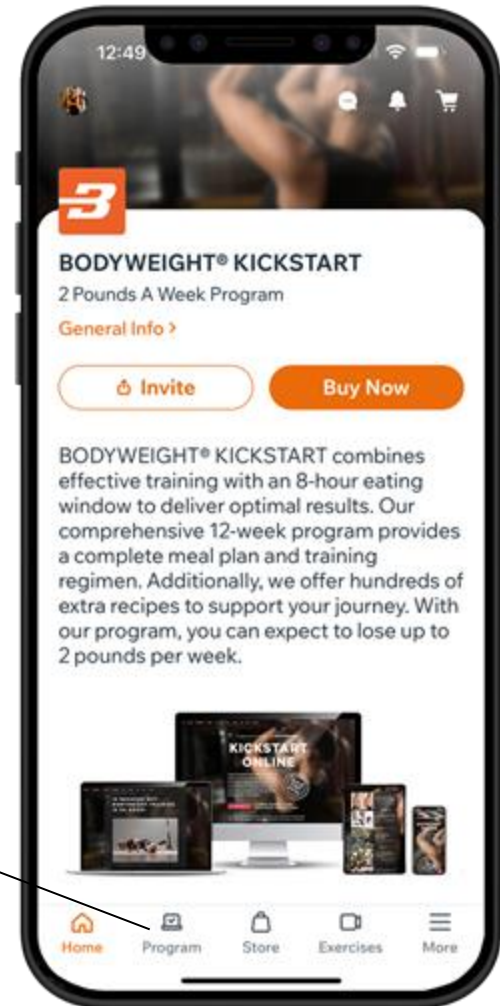 12:49
BODYWEIGHT® KICKSTART
2 Pounds A Week Program
General Info >
Invite
Buy Now
BODYWEIGHT® KICKSTART combines
effective training with an 8-hour eating
window to deliver optimal results. Our
comprehensive 12-week program provides
a complete meal plan and training
regimen. Additionally, we offer hundreds of
extra recipes to support your journey. With
our program, you can expect to lose up to
2 pounds per week.
KICKSTART
ONLINE
Home
Program
Store
Exercises
More